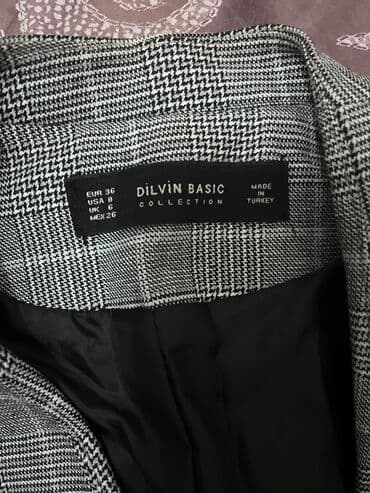 EUR 36
USA 8
UK 6
MEX 26
DİLVİN BASIC
COLLECTION
MADE
IN
TURKEY